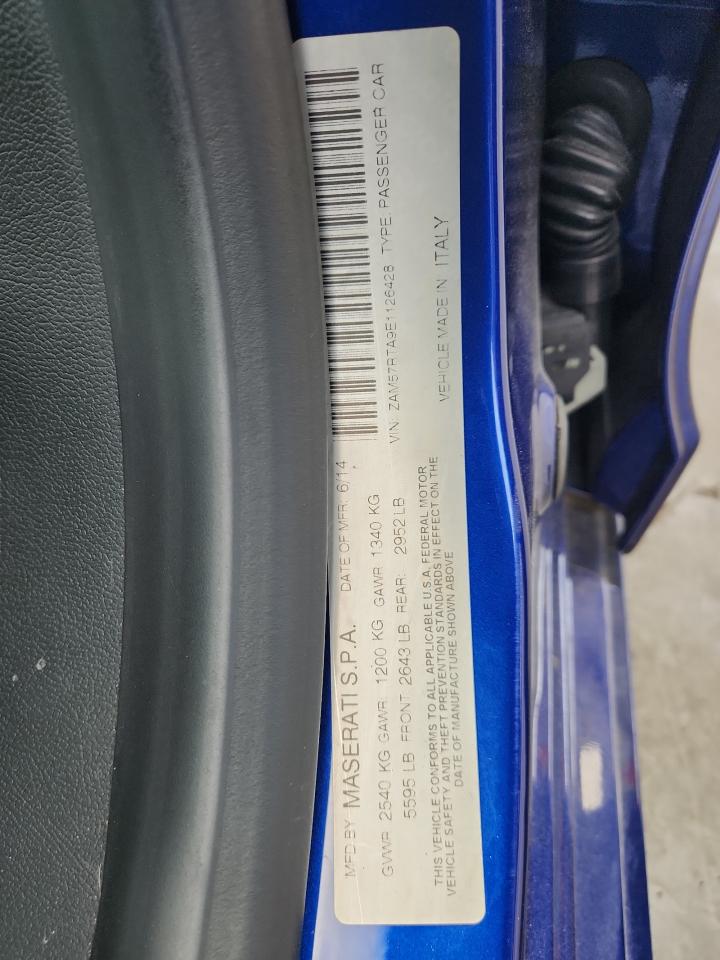 MFD BY MASERATI S.P.A. DATE OF MFR: 6/14
GVWR 2540 KG GAWR: 1200 KG GAWR 1340 KG
5595 LB FRONT 2643 LB REAR: 2952 LB
THIS VEHICLE CONFORMS TO ALL APPLICABLE U.S.A. FEDERAL MOTOR
VEHICLE SAFETY AND THEFT PREVENTION STANDARDS IN EFFECT ON THE
DATE OF MANUFACTURE SHOWN ABOVE
VIN: ZAM57RTA9E1126428 TYPE: PASSENGER CAR
VEHICLE MADE IN ITALY